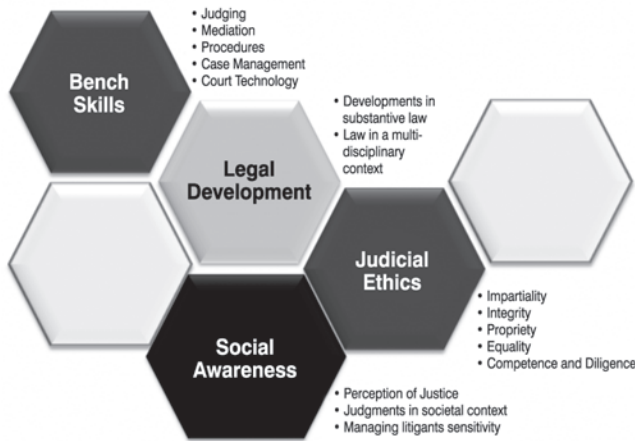 • Judging
• Mediation
• Procedures
• Case Management
• Court Technology
Bench
Skills
• Developments in
substantive law
• Law in a multi-
disciplinary
context
Legal
Development
Judicial
Ethics
• Impartiality
• Integrity
• Propriety
• Equality
• Competence and Diligence
Social
Awareness
• Perception of Justice
• Judgments in societal context
• Managing litigants sensitivity